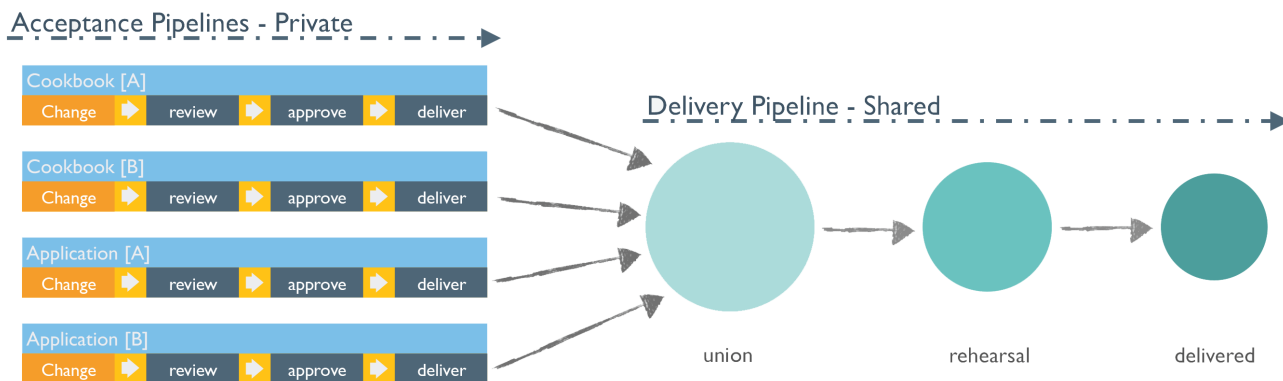 Acceptance Pipelines - Private
Cookbook [A]
Change review approve deliver
Cookbook [B]
Change review approve deliver
Application [A]
Change review approve deliver
Application [B]
Change review approve deliver
Delivery Pipeline - Shared
union rehearsal delivered